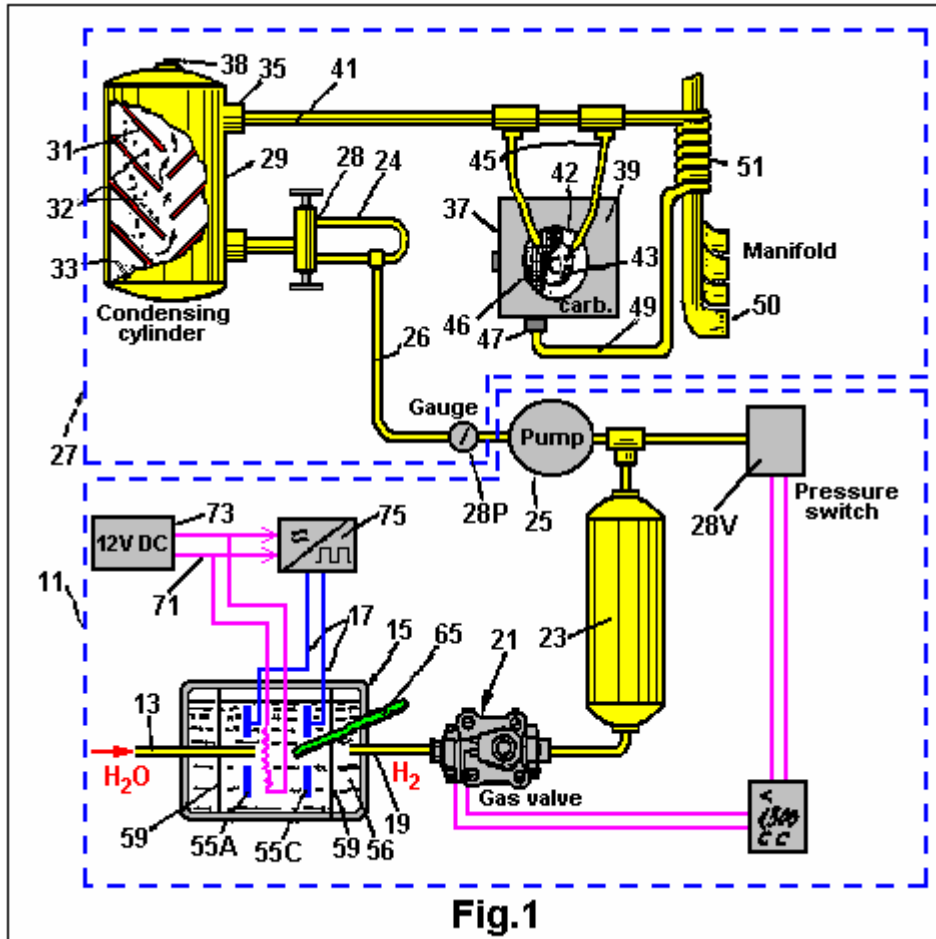 38
35
41
31
29
28
24
45
42
39
51
32
37
33
43
Manifold
Condensing
cylinder
46
carb.
47
49
50
26
Gauge
27
Pump
28P
25
Pressure
switch
28V
73
75
12V DC
11
71
17
15
65
23
21
13
H₂O
H₂
Gas valve
59
55A
55C
59
56
19
Fig.1